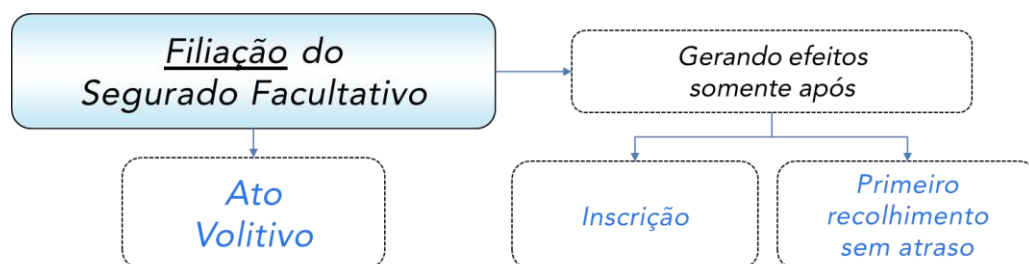 Filiação do
Segurado Facultativo
Gerando efeitos
somente após
Ato
Volitivo
Inscrição
Primeiro
recolhimento
sem atraso